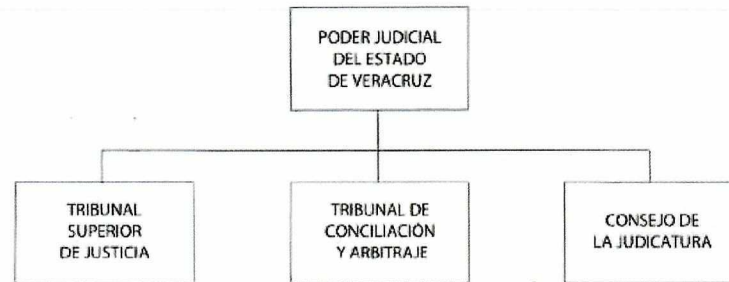 PODER JUDICIAL
DEL ESTADO
DE VERACRUZ
TRIBUNAL
SUPERIOR
DE JUSTICIA
TRIBUNAL DE
CONCILIACIÓN
Y ARBITRAJE
CONSEJO DE
LA JUDICATURA